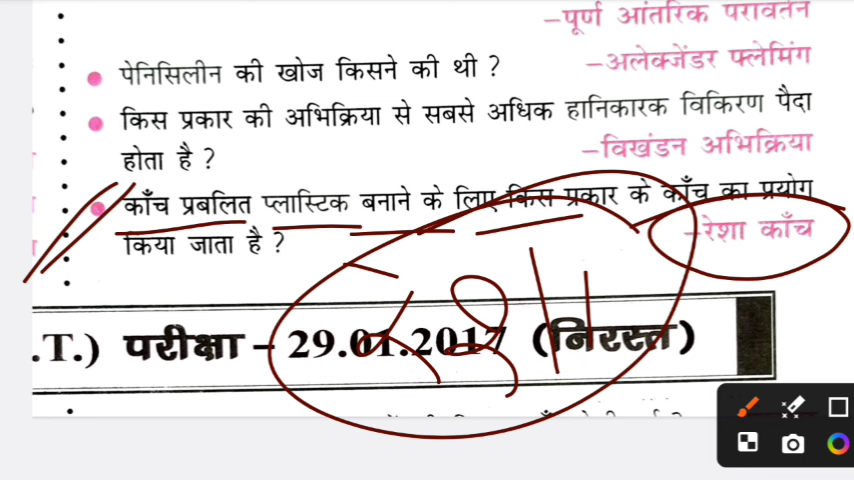 –पूर्ण आंतरिक परावर्तन
पेनिसिलीन की खोज किसने की थी ?
–अलेक्जेंडर फ्लेमिंग
किस प्रकार की अभिक्रिया से सबसे अधिक हानिकारक विकिरण पैदा
होता है ?
–विखंडन अभिक्रिया
काँच प्रबलित प्लास्टिक बनाने के लिए किस प्रकार के काँच का प्रयोग
किया जाता है ?
–रेशा काँच
.T.) परीक्षा – 29.01.2017 (निरस्त)